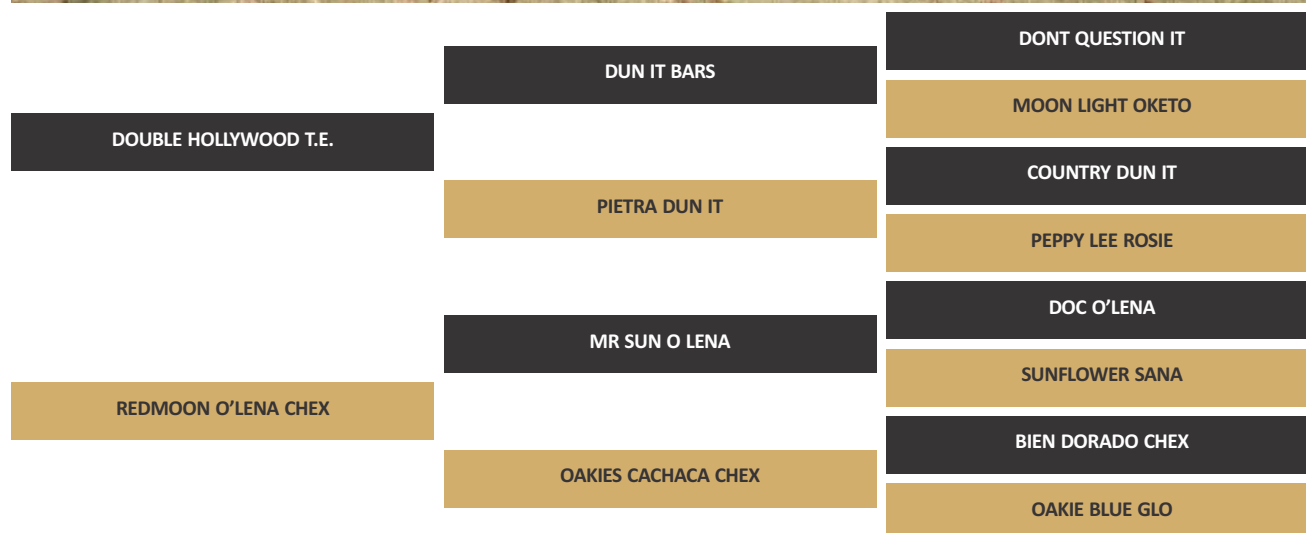 DOUBLE HOLLYWOOD T.E.
REDMOON O’LENA CHEX
DUN IT BARS
PIETRA DUN IT
MR SUN O LENA
OAKIES CACHACA CHEX
DONT QUESTION IT
MOON LIGHT OKETO
COUNTRY DUN IT
PEPPY LEE ROSIE
DOC O’LENA
SUNFLOWER SANA
BIEN DORADO CHEX
OAKIE BLUE GLO